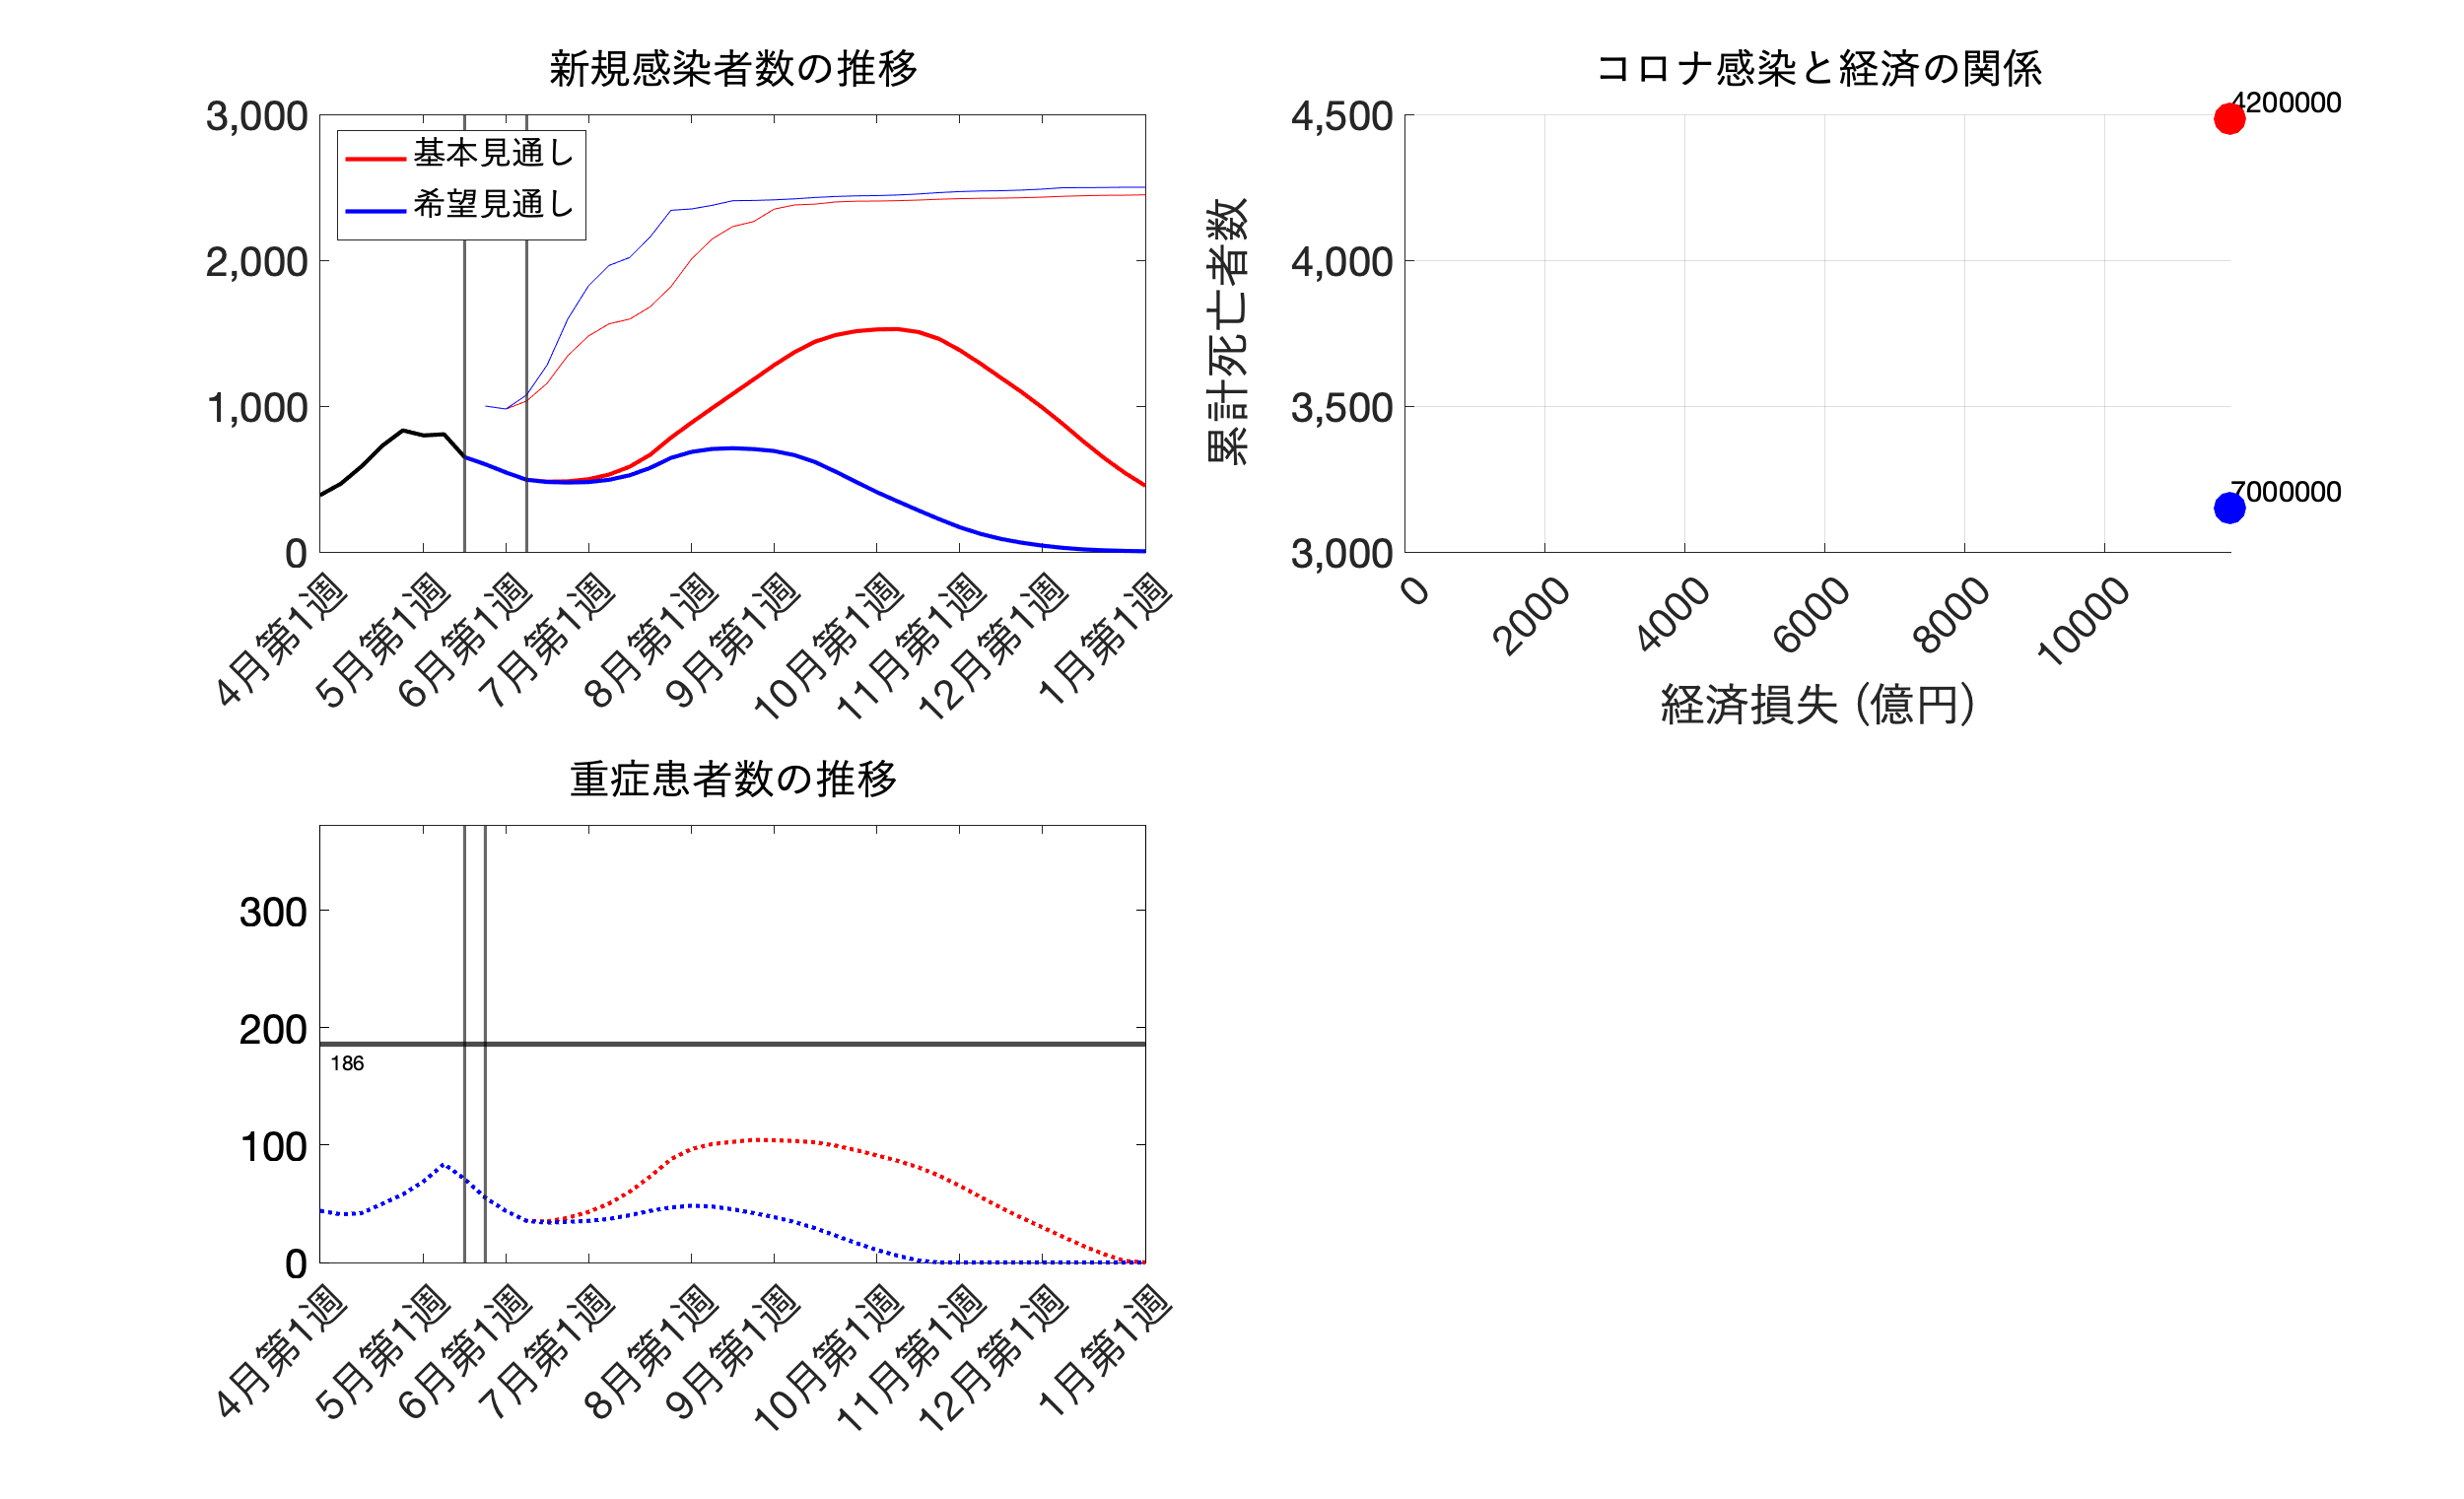 新規感染者数の推移
3,000
2,000
1,000
0
基本見通し
希望見通し
4月第1週
5月第1週
6月第1週
7月第1週
8月第1週
9月第1週
10月第1週
11月第1週
12月第1週
1月第1週
コロナ感染と経済の関係
累計死亡者数
4,500
4,000
3,500
3,000
4200000
7000000
0
2000
4000
6000
8000
10000
経済損失 (億円)
重症患者数の推移
300
200
100
0
186
4月第1週
5月第1週
6月第1週
7月第1週
8月第1週
9月第1週
10月第1週
11月第1週
12月第1週
1月第1週